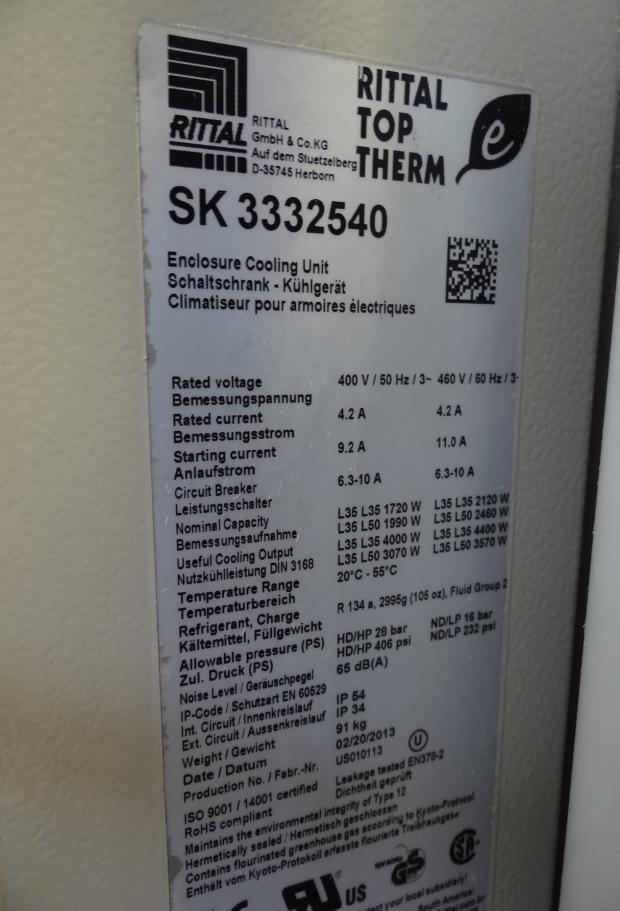 RITTAL
RITTAL
GmbH & Co.KG
Auf dem Stuetzelberg
D-35745 Herborn
RITTAL
TOP
THERM
e
SK 3332540
Enclosure Cooling Unit
Schaltschrank - Kühlgerät
Climatiseur pour armoires èlectriques
Rated voltage 400 V / 50 Hz / 3~ 460 V / 60 Hz / 3~
Bemessungspannung
Rated current 4.2 A 4.2 A
Bemessungsstrom
Starting current 9.2 A 11.0 A
Anlaufstrom
Circuit Breaker 6.3-10 A 6.3-10 A
Leistungsschalter
Nominal Capacity L35 L35 1720 W L35 L35 2120 W
Bemessungsaufnahme L35 L50 1990 W L35 L50 2460 W
Useful Cooling Output L35 L35 4000 W L35 L35 4400 W
Nutzkühlleistung DIN 3168 L35 L50 3070 W L35 L50 3570 W
Temperature Range 20°C - 55°C
Temperaturbereich
Refrigerant, Charge R 134 a, 2995g (105 oz), Fluid Group 2
Kältemittel, Füllgewicht
Allowable pressure (PS) HD/HP 28 bar ND/LP 16 bar
Zul. Druck (PS) HD/HP 406 psi ND/LP 232 psi
Noise Level / Geräuschpegel 65 dB(A)
IP-Code / Schutzart EN 60529
Int. Circuit / Innenkreislauf IP 54
Ext. Circuit / Aussenkreislauf IP 34
Weight / Gewicht 91 kg
Date / Datum 02/20/2013
Production No. / Fabr.-Nr. US010113 U
ISO 9001 / 14001 certified Leakage tested EN378-2
RoHS compliant Dichtheit geprüft
Maintains the environmental integrity of Type 12
Hermetically sealed / Hermetisch geschlossen
Contains flourinated greenhouse gas according to Kyoto-Protocol
Enthält vom Kyoto-Protokoll erfasste flourierte Treibhausgase
US
GS
SA
your local subsidiary!
South America: